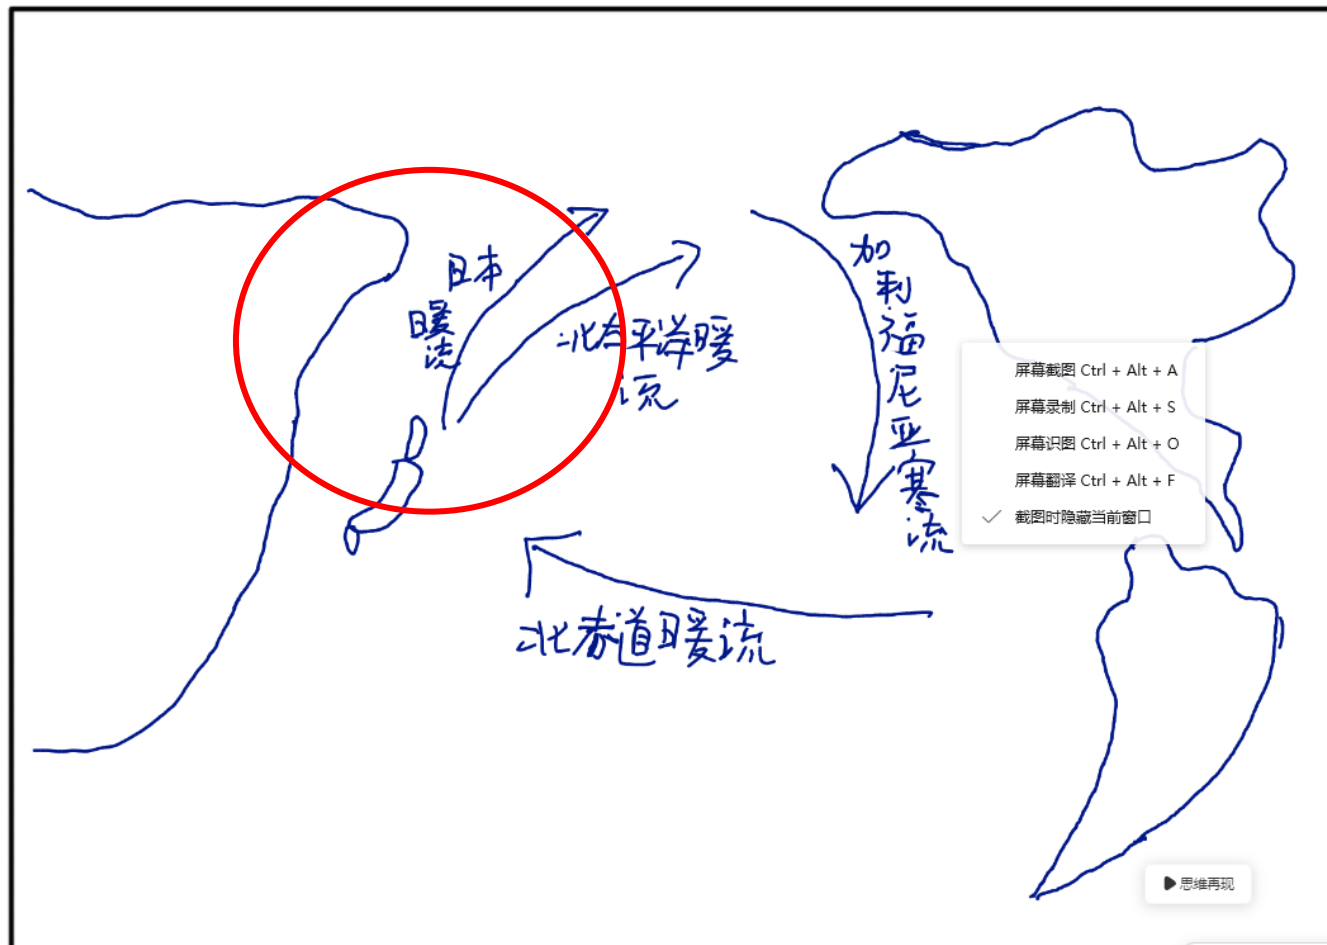 日本
暖流
北太平洋暖
流
加利福尼亚寒流
北赤道暖流
屏幕截图 Ctrl + Alt + A
屏幕录制 Ctrl + Alt + S
屏幕识图 Ctrl + Alt + O
屏幕翻译 Ctrl + Alt + F
截图时隐藏当前窗口
思维再现